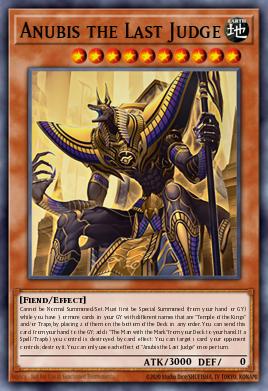 Anubis the Last Judge
EARTH
地
[Fiend/Effect]
Cannot be Normal Summoned/Set. Must first be Special Summoned (from your hand or GY)
while you have 3 or more cards in your GY with different names that are "Temple of the Kings"
and/or Traps, by placing 2 of them on the bottom of the Deck in any order. You can send this
card from your hand to the GY; add 1 "The Man with the Mark" from your Deck to your hand. If a
Spell/Trap(s) you control is destroyed by card effect: You can target 1 card your opponent
controls; destroy it. You can only use each effect of "Anubis the Last Judge" once per turn.
ATK/3000 DEF/ 0